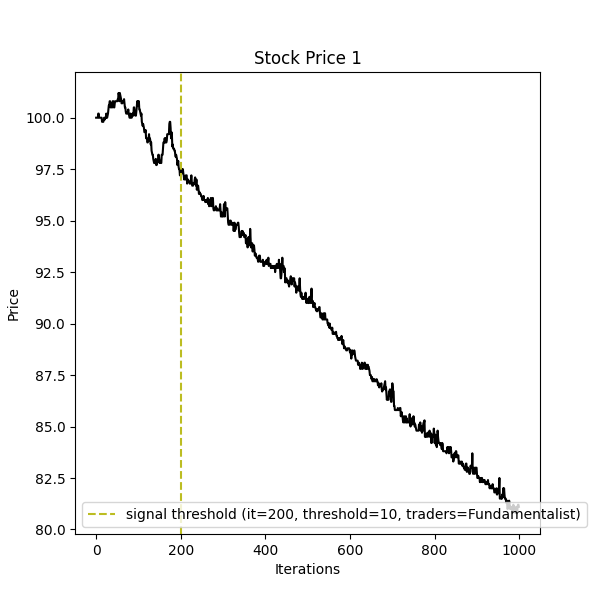 Stock Price 1
100.0
97.5
95.0
92.5
90.0
87.5
85.0
82.5
80.0
Price
signal threshold (it=200, threshold=10, traders=Fundamentalist)
0 200 400 600 800 1000
Iterations